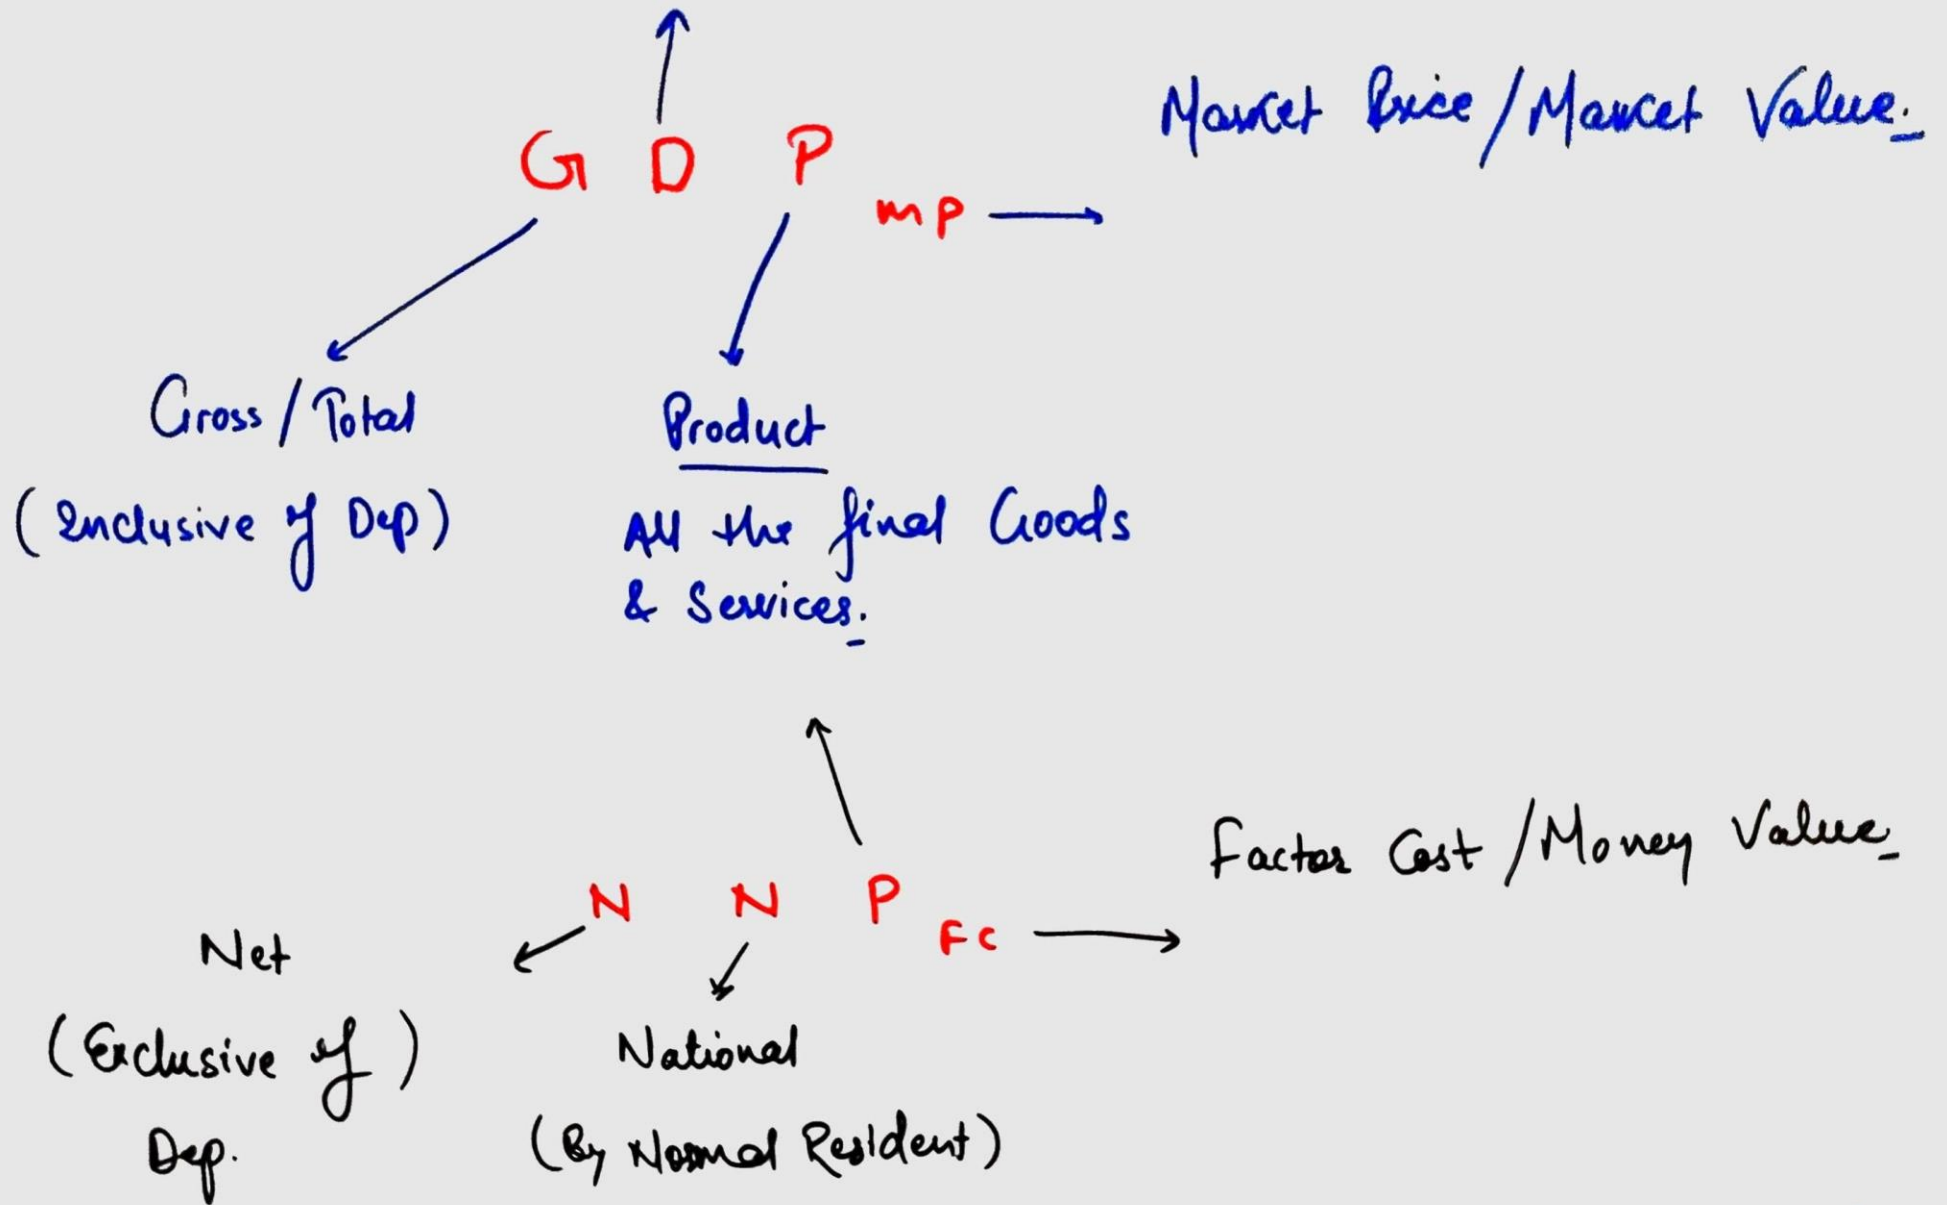 Market Price/Market Value.
G D P mp
Gross/Total
Product
(Inclusive of Dep)
All the final Goods
& Services.
Factor Cost/Money Value
N N P FC
Net
(Exclusive of)
National
Dep.
(By Normal Resident)